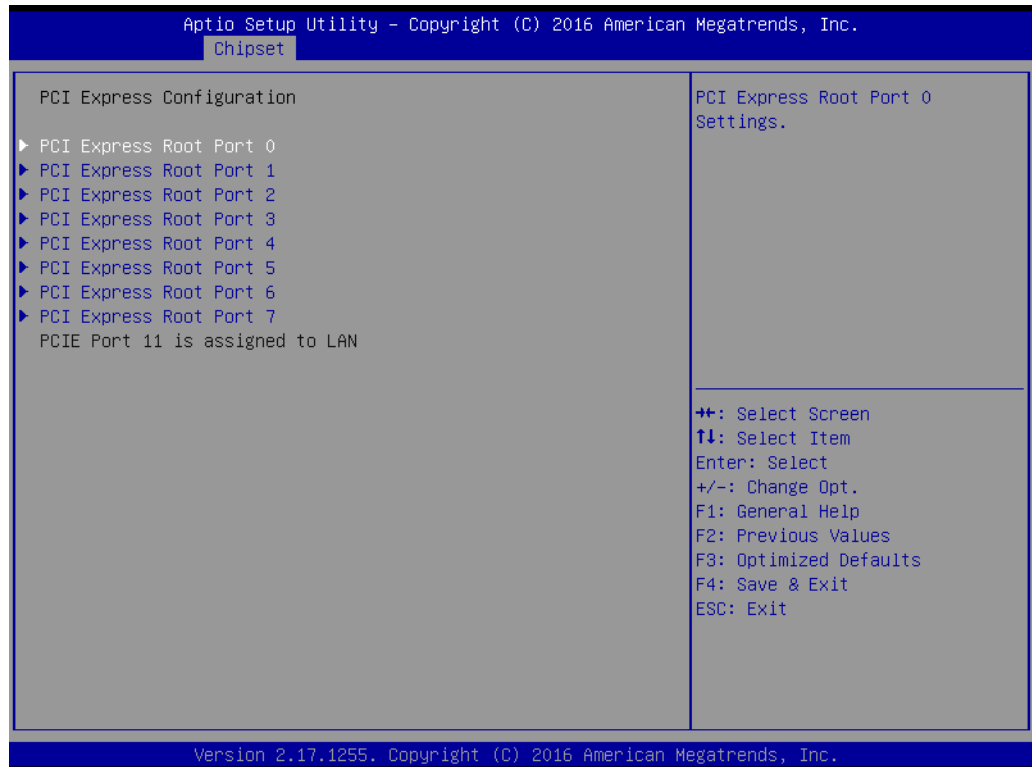 Aptio Setup Utility – Copyright (C) 2016 American Megatrends, Inc.
Chipset
PCI Express Configuration
PCI Express Root Port 0
PCI Express Root Port 1
PCI Express Root Port 2
PCI Express Root Port 3
PCI Express Root Port 4
PCI Express Root Port 5
PCI Express Root Port 6
PCI Express Root Port 7
PCIE Port 11 is assigned to LAN
PCI Express Root Port 0
Settings.
→←: Select Screen
↑↓: Select Item
Enter: Select
+/-: Change Opt.
F1: General Help
F2: Previous Values
F3: Optimized Defaults
F4: Save & Exit
ESC: Exit
Version 2.17.1255. Copyright (C) 2016 American Megatrends, Inc.